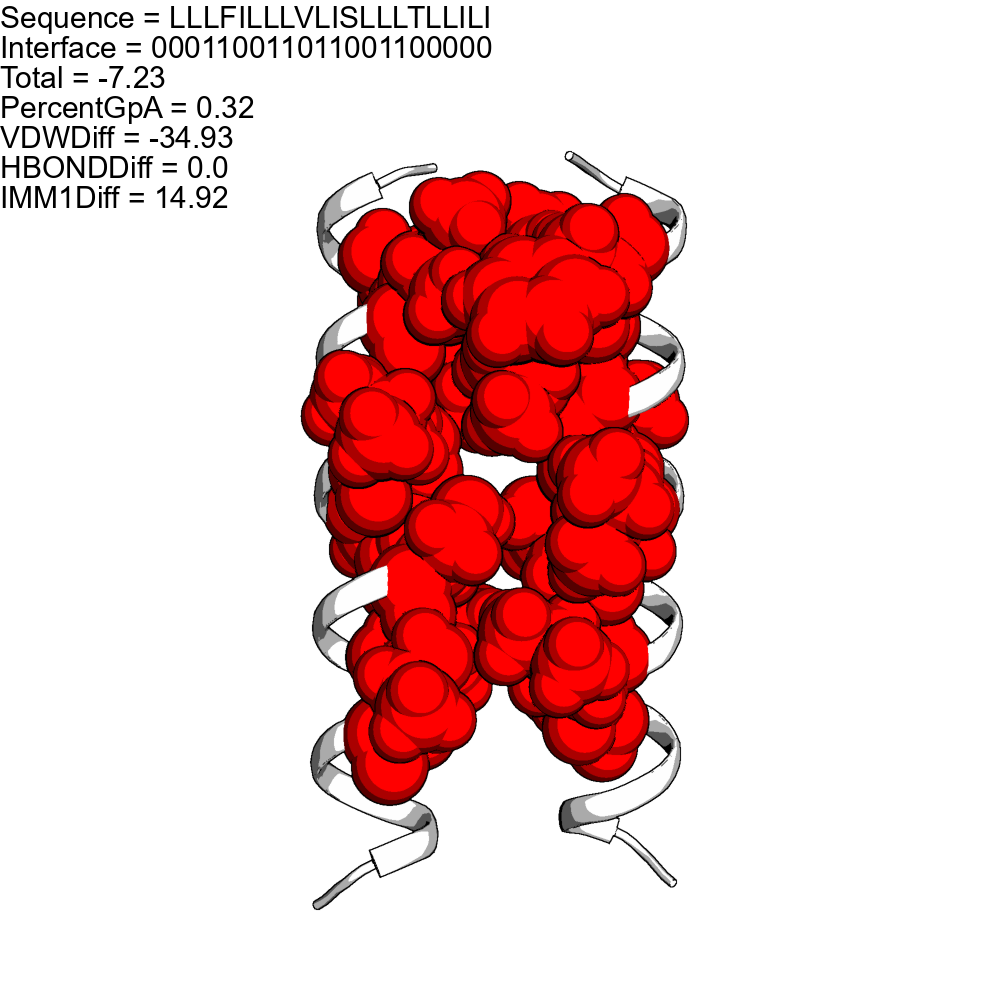 Sequence = LLLFILLLVLISLLLTLLILI
Interface = 000110011011001100000
Total = -7.23
PercentGpA = 0.32
VDWDiff = -34.93
HBONDDiff = 0.0
IMM1Diff = 14.92